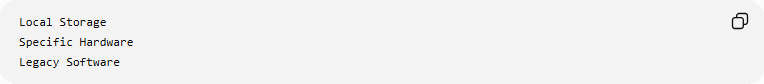 Local Storage
Specific Hardware
Legacy Software